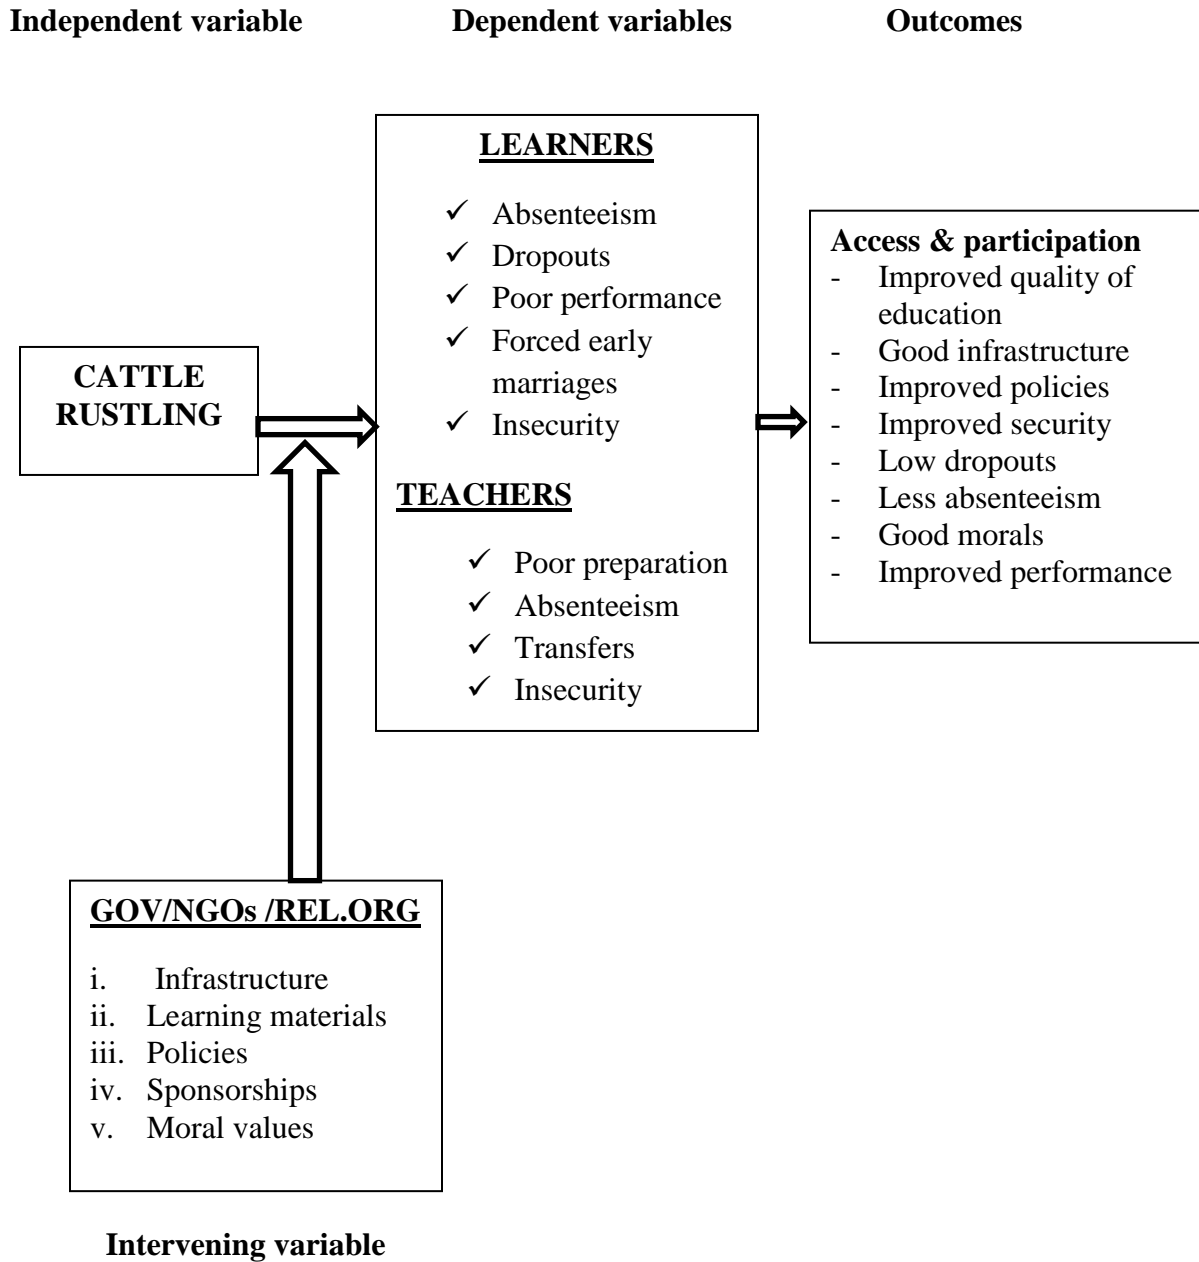 Independent variable
Dependent variables
Outcomes
LEARNERS
✓ Absenteeism
✓ Dropouts
✓ Poor performance
✓ Forced early
marriages
✓ Insecurity
TEACHERS
✓ Poor preparation
✓ Absenteeism
✓ Transfers
✓ Insecurity
Access & participation
- Improved quality of
education
- Good infrastructure
- Improved policies
- Improved security
- Low dropouts
- Less absenteeism
- Good morals
- Improved performance
CATTLE
RUSTLING
GOV/NGOs /REL.ORG
i. Infrastructure
ii. Learning materials
iii. Policies
iv. Sponsorships
v. Moral values
Intervening variable